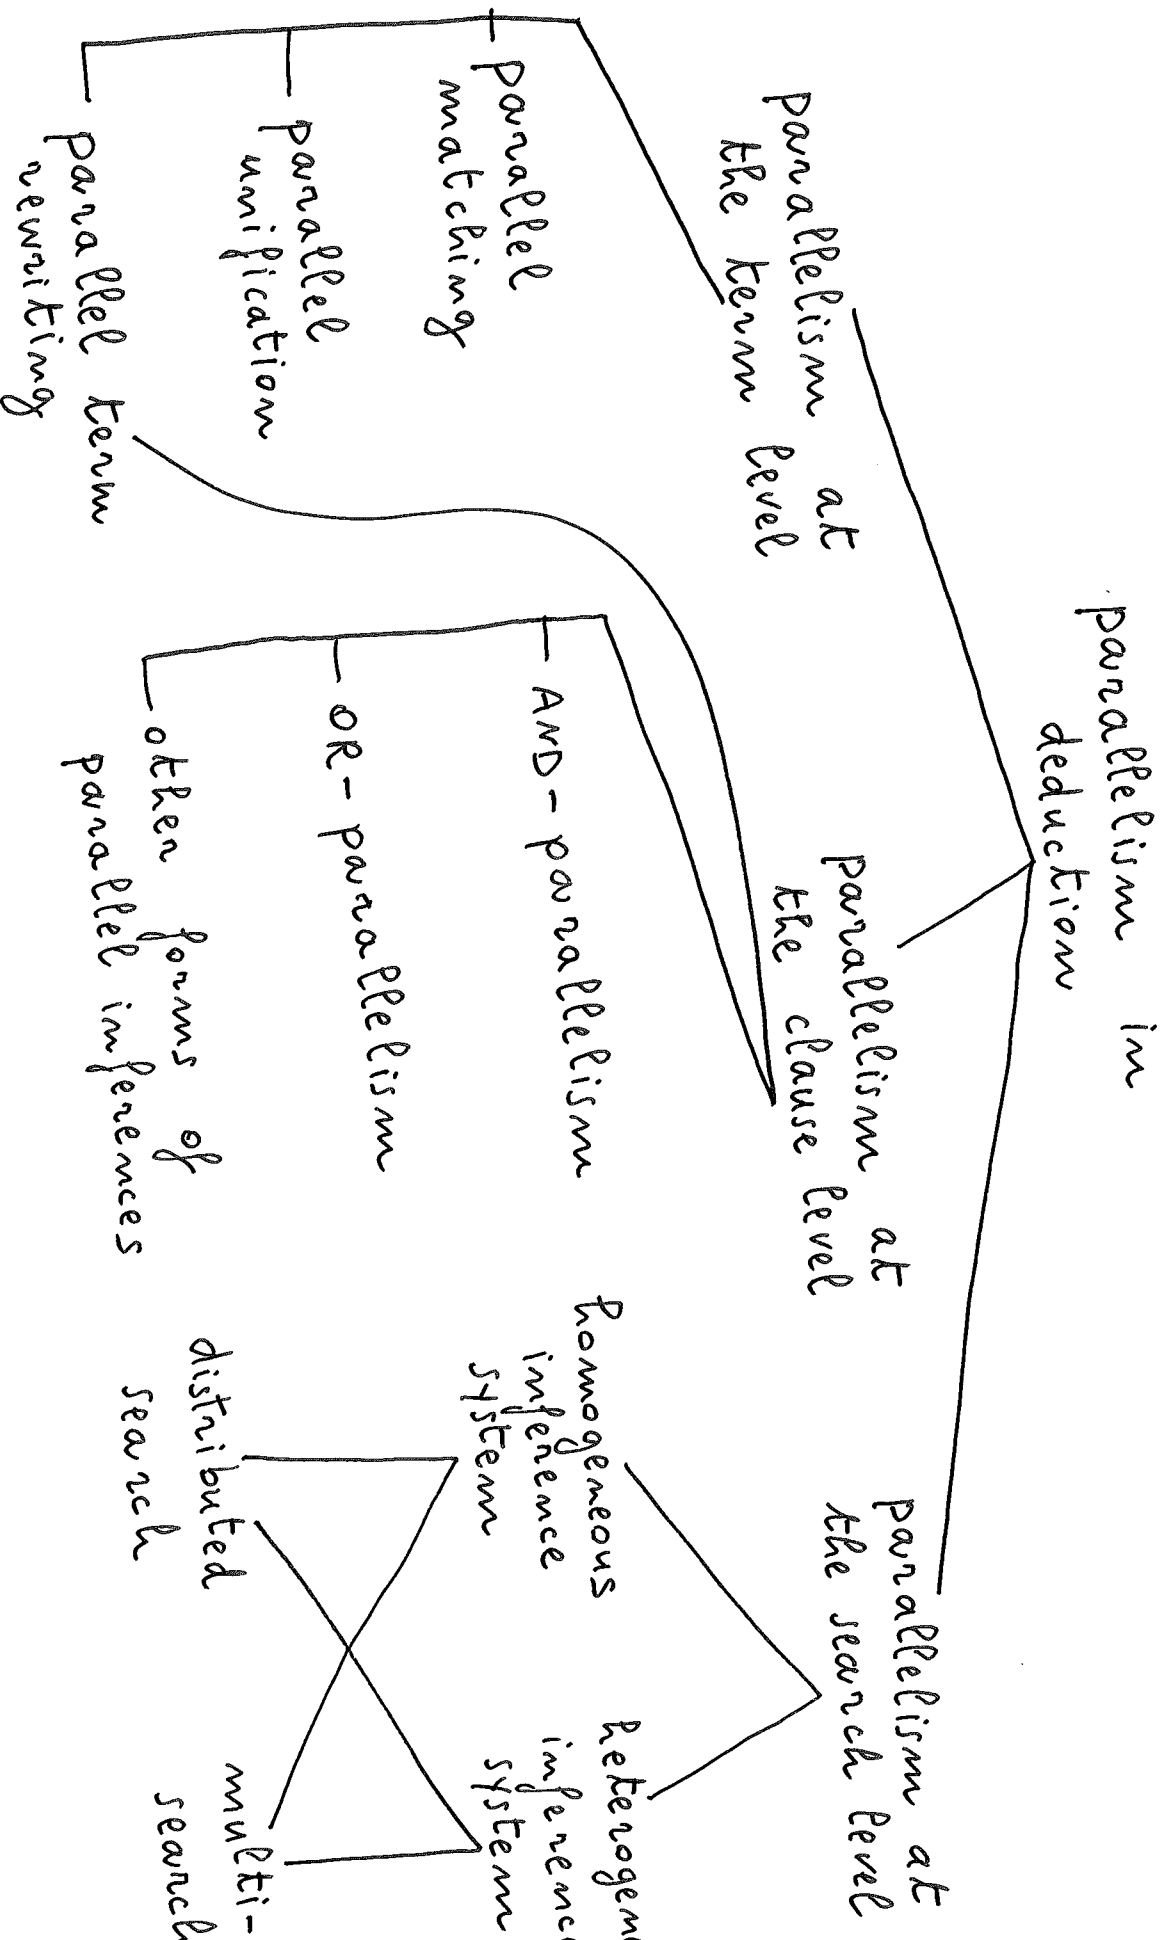 parallelism in
deduction
parallelism at
the term level
parallelism at
the clause level
parallelism at
the search level
parallel
matching
parallel
unification
parallel term
rewriting
AND-parallelism
OR-parallelism
other forms of
parallel inferences
homogeneous
inference
system
system
distributed
search
multi-
search